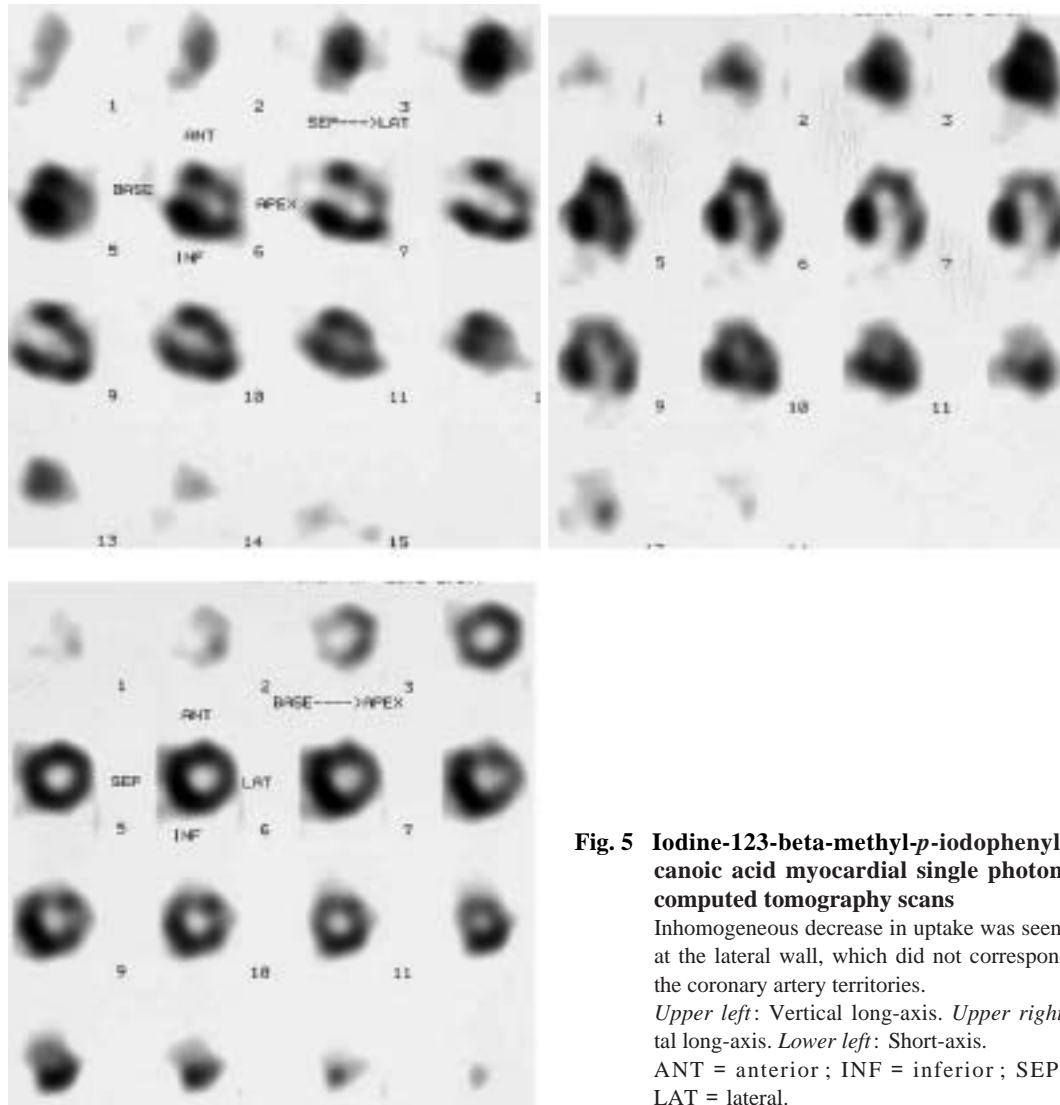 1 2 3
ANT SEP--->LAT
BASE APEX
5 6 7
INF
9 10 11
13 14 15
1 2 3
5 6 7
9 10 11
1 2 3
ANT BASE---->APEX
SEP LAT
5 6 7
INF
9 10 11
Fig. 5 Iodine-123-beta-methyl-p-iodophenyl
canoic acid myocardial single photon
computed tomography scans
Inhomogeneous decrease in uptake was seen
at the lateral wall, which did not correspon
the coronary artery territories.
Upper left: Vertical long-axis. Upper right
tal long-axis. Lower left: Short-axis.
ANT = anterior ; INF = inferior ; SEP
LAT = lateral.